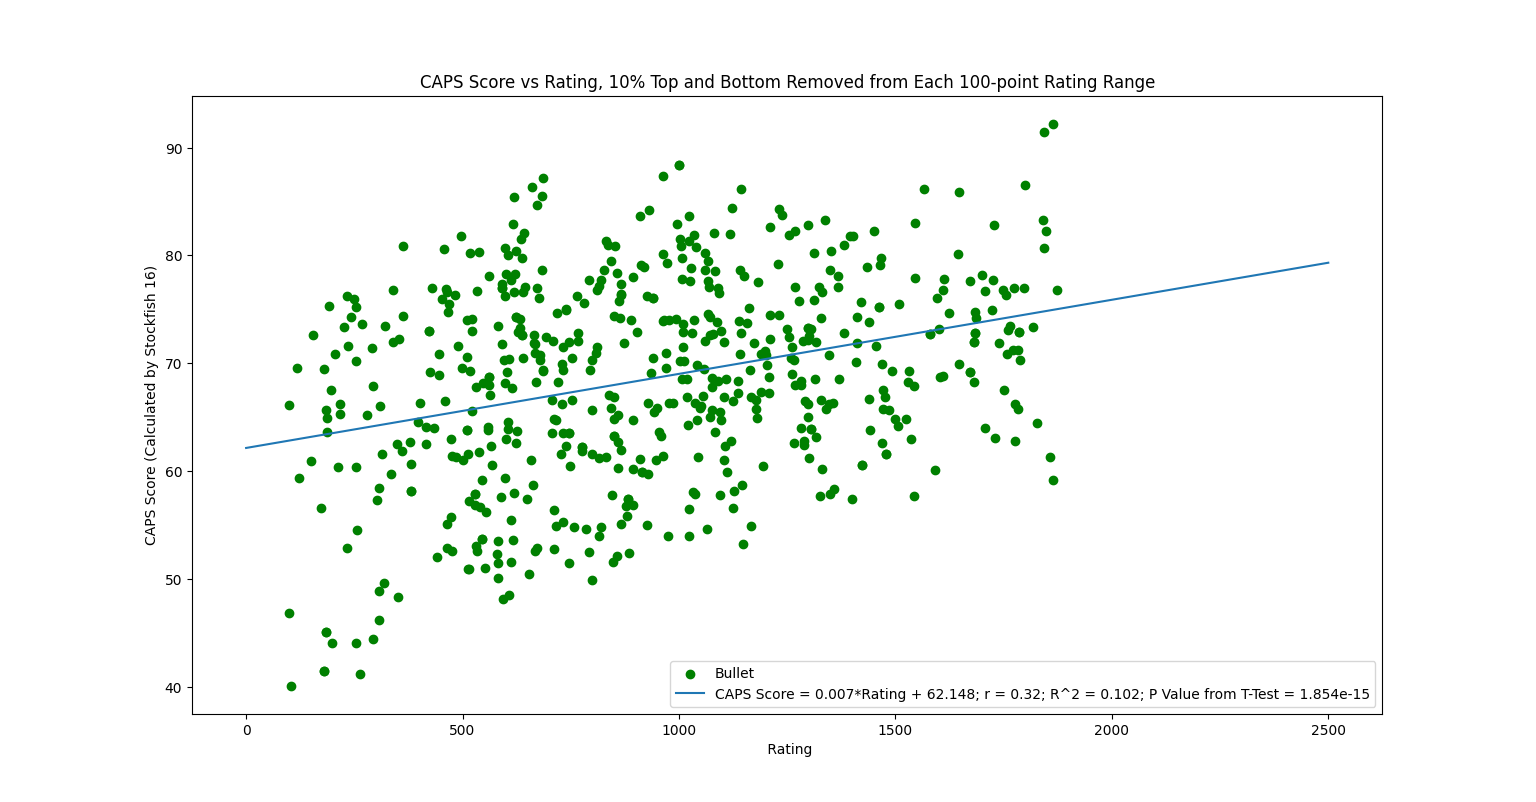 CAPS Score vs Rating, 10% Top and Bottom Removed from Each 100-point Rating Range
CAPS Score (Calculated by Stockfish 16)
90
80
70
60
50
40
Bullet
CAPS Score = 0.007*Rating + 62.148; r = 0.32; R^2 = 0.102; P Value from T-Test = 1.854e-15
0 500 1000 1500 2000 2500
Rating